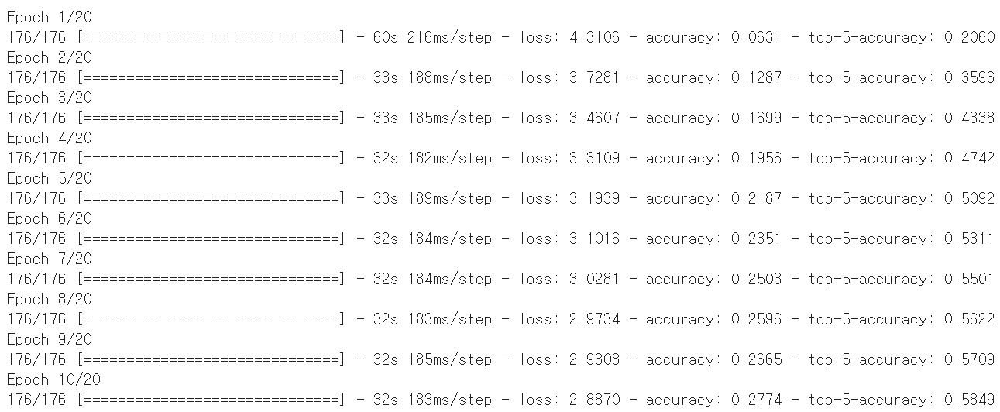 Epoch 1/20
176/176 [==============================] - 60s 216ms/step - loss: 4.3106 - accuracy: 0.0631 - top-5-accuracy: 0.2060
Epoch 2/20
176/176 [==============================] - 33s 188ms/step - loss: 3.7281 - accuracy: 0.1287 - top-5-accuracy: 0.3596
Epoch 3/20
176/176 [==============================] - 33s 185ms/step - loss: 3.4607 - accuracy: 0.1699 - top-5-accuracy: 0.4338
Epoch 4/20
176/176 [==============================] - 32s 182ms/step - loss: 3.3109 - accuracy: 0.1956 - top-5-accuracy: 0.4742
Epoch 5/20
176/176 [==============================] - 33s 189ms/step - loss: 3.1939 - accuracy: 0.2187 - top-5-accuracy: 0.5092
Epoch 6/20
176/176 [==============================] - 32s 184ms/step - loss: 3.1016 - accuracy: 0.2351 - top-5-accuracy: 0.5311
Epoch 7/20
176/176 [==============================] - 32s 184ms/step - loss: 3.0281 - accuracy: 0.2503 - top-5-accuracy: 0.5501
Epoch 8/20
176/176 [==============================] - 32s 183ms/step - loss: 2.9734 - accuracy: 0.2596 - top-5-accuracy: 0.5622
Epoch 9/20
176/176 [==============================] - 32s 185ms/step - loss: 2.9308 - accuracy: 0.2665 - top-5-accuracy: 0.5709
Epoch 10/20
176/176 [==============================] - 32s 183ms/step - loss: 2.8870 - accuracy: 0.2774 - top-5-accuracy: 0.5849